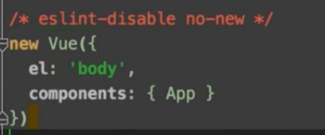 /* eslint-disable no-new */
new Vue({
  el: 'body',
  components: { App }
})